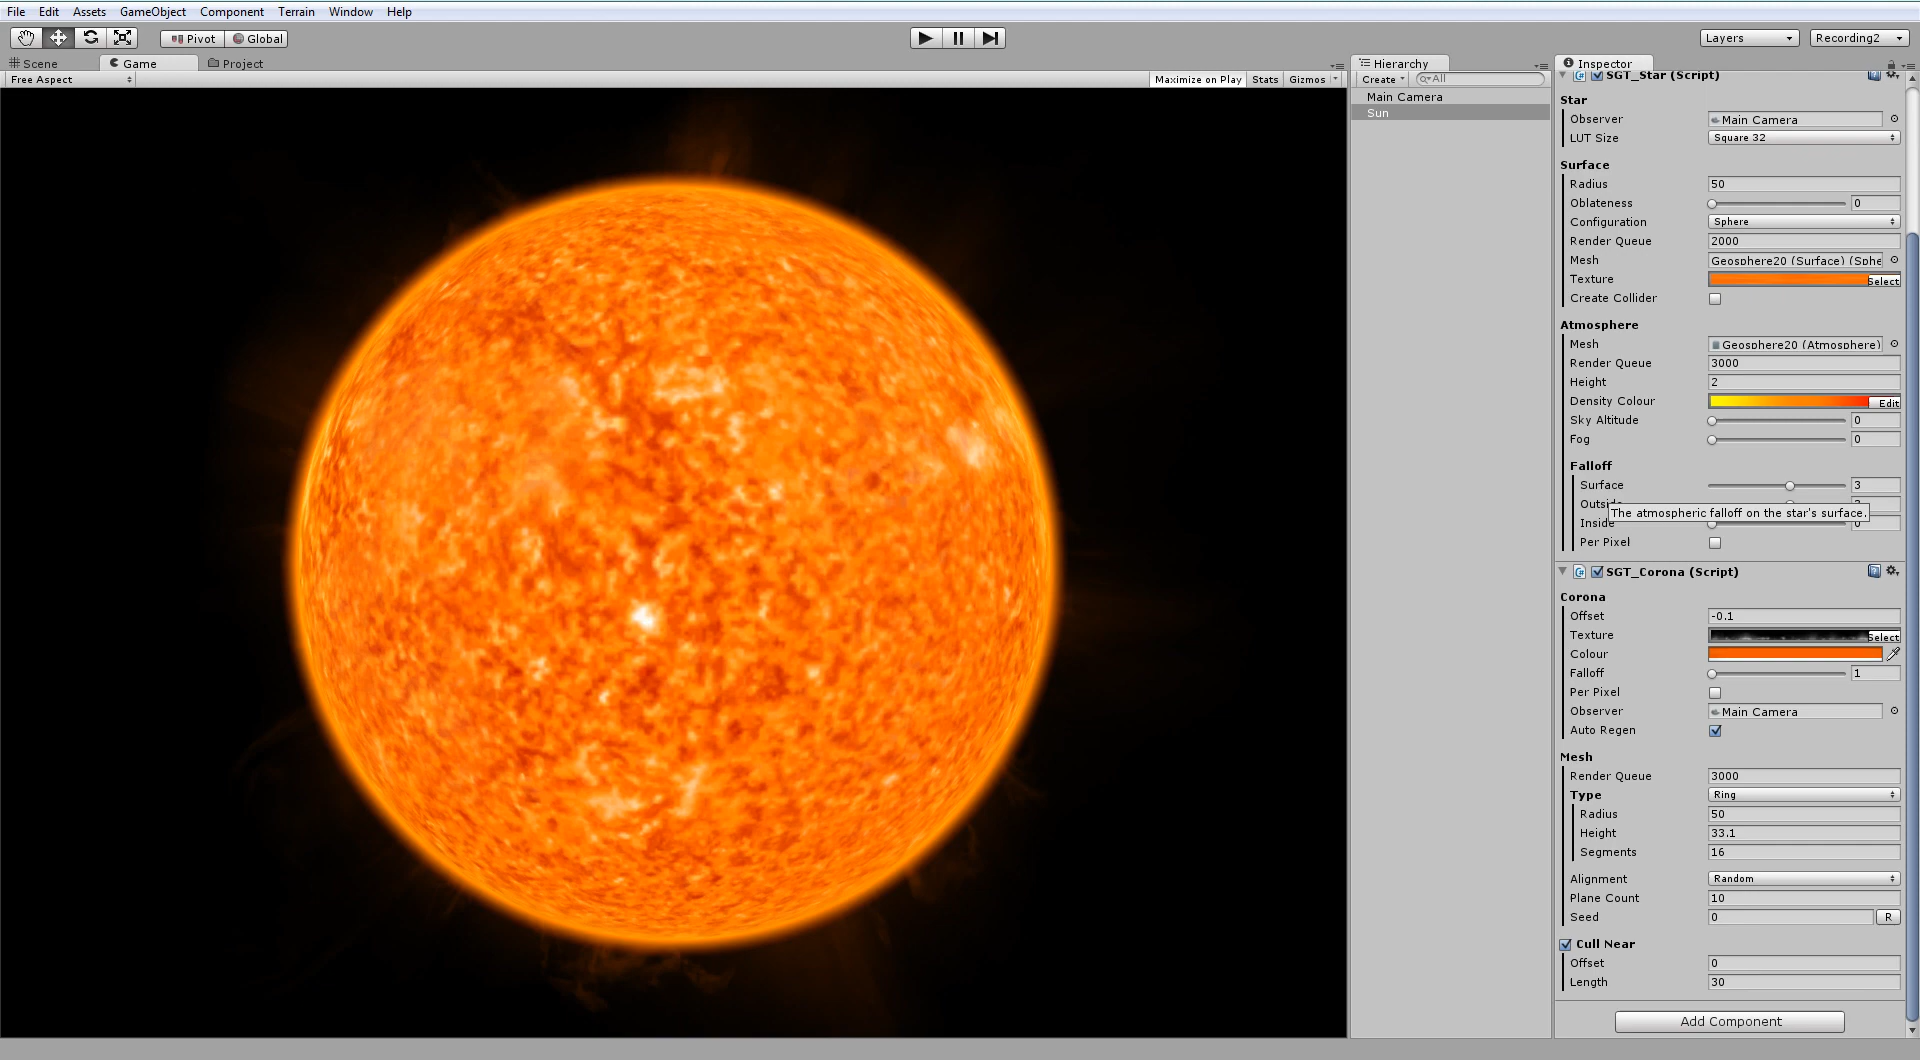 File Edit Assets GameObject Component Terrain Window Help
Pivot Global Layers Recording2
Scene Game Project Hierarchy Inspector
Free Aspect Maximize on Play Stats Gizmos Create All
Main Camera
Sun
SGT_Star (Script)
Star
Observer Main Camera
LUT Size Square 32
Surface
Radius 50
Oblateness 0
Configuration Sphere
Render Queue 2000
Mesh Geosphere20 (Surface) (Sphe
Texture Select
Create Collider
Atmosphere
Mesh Geosphere20 (Atmosphere)
Render Queue 3000
Height 2
Density Colour Edit
Sky Altitude 0
Fog 0
Falloff
Surface 3
Outside
The atmospheric falloff on the star's surface.
Inside 0
Per Pixel
SGT_Corona (Script)
Corona
Offset -0.1
Texture Select
Colour
Falloff 1
Per Pixel
Observer Main Camera
Auto Regen
Mesh
Render Queue 3000
Type Ring
Radius 50
Height 33.1
Segments 16
Alignment Random
Plane Count 10
Seed 0 R
Cull Near
Offset 0
Length 30
Add Component